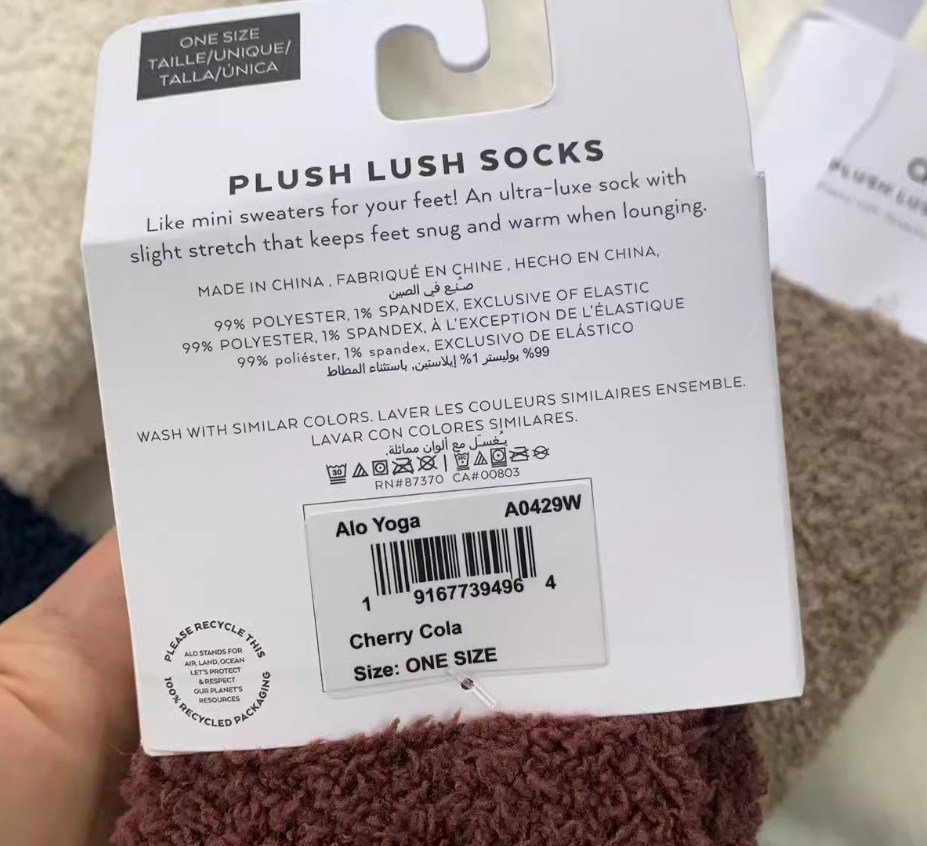 ONE SIZE
TAILLE/UNIQUE/
TALLA/ÚNICA
PLUSH LUSH SOCKS
Like mini sweaters for your feet! An ultra-luxe sock with
slight stretch that keeps feet snug and warm when lounging.
MADE IN CHINA , FABRIQUÉ EN CHINE , HECHO EN CHINA,
صُنِع في الصين
99% POLYESTER, 1% SPANDEX, EXCLUSIVE OF ELASTIC
99% POLYESTER, 1% SPANDEX, À L'EXCEPTION DE L'ÉLASTIQUE
99% poliéster, 1% spandex, EXCLUSIVO DE ELÁSTICO
99% بوليستر 1% إيلاستين, باستثناء المطاط
WASH WITH SIMILAR COLORS. LAVER LES COULEURS SIMILAIRES ENSEMBLE.
LAVAR CON COLORES SIMILARES.
يُغسل مع ألوان مماثلة.
30
RN#87370 CA#00803
Alo Yoga A0429W
1 9167739496 4
Cherry Cola
Size: ONE SIZE
PLEASE RECYCLE THIS
100% RECYCLED PACKAGING
ALO STANDS FOR
AIR, LAND, OCEAN
LET'S PROTECT
& RESPECT
OUR PLANET'S
RESOURCES
PLUSH LUS